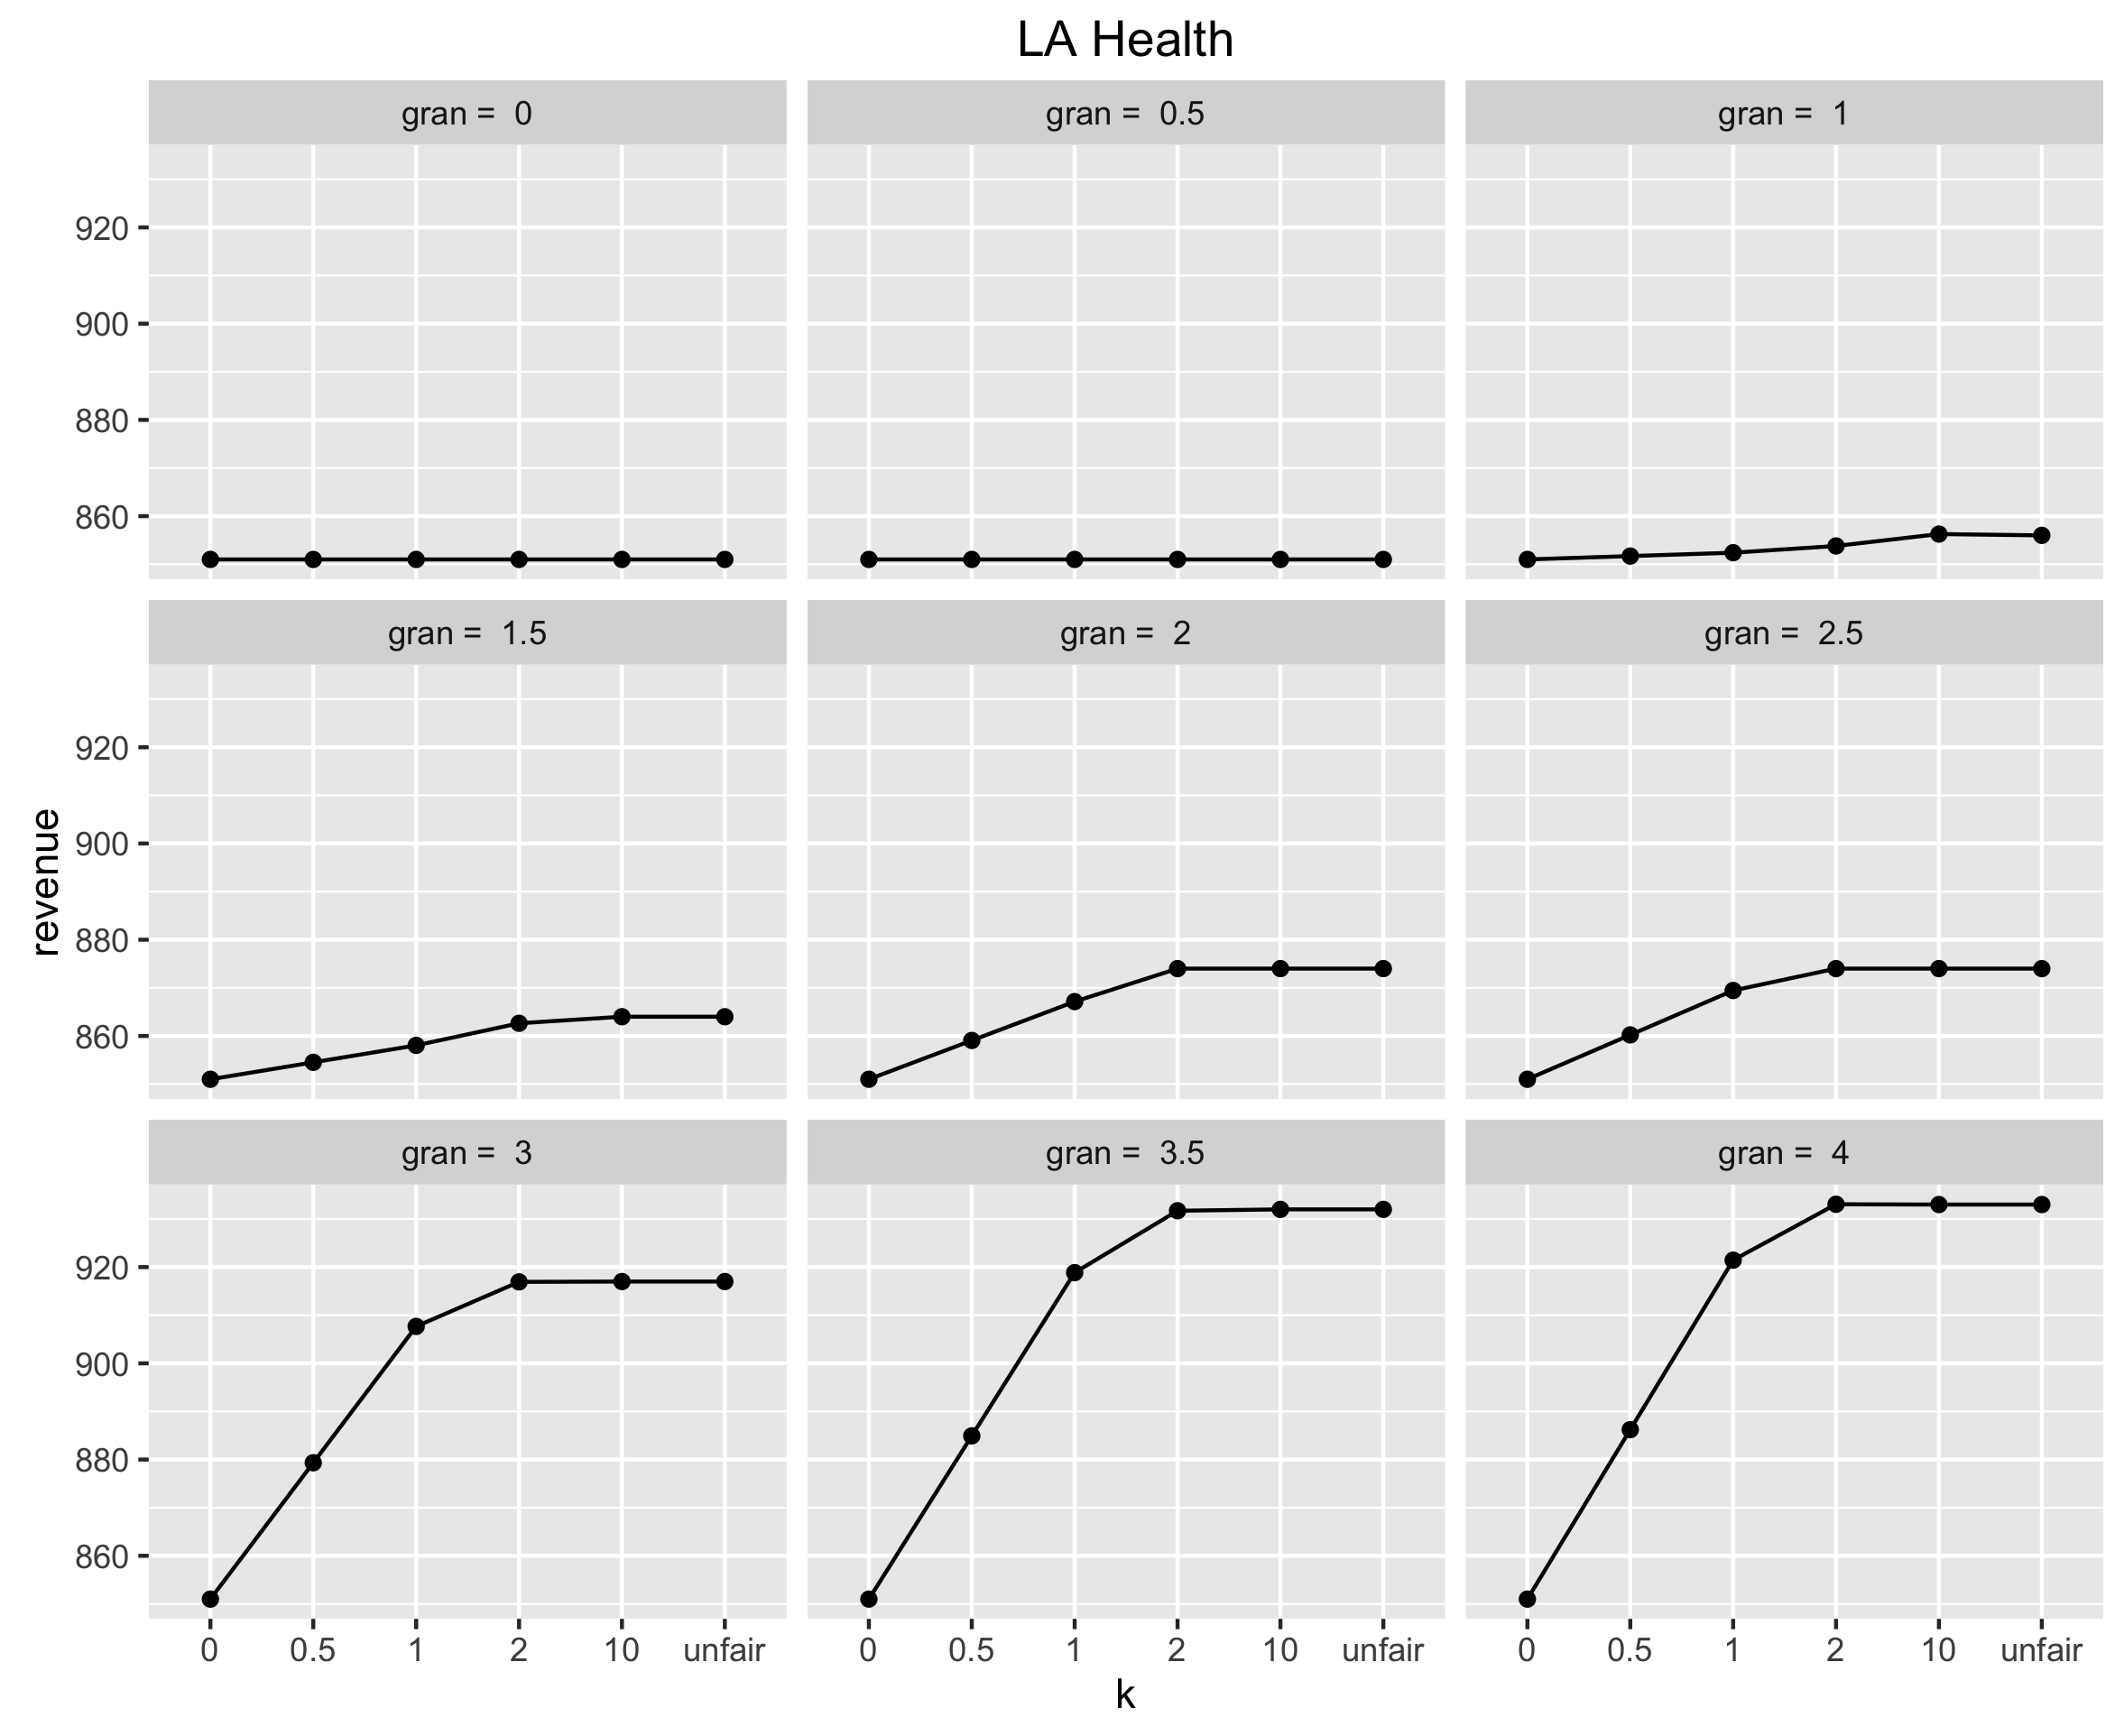 LA Health
gran =  0
gran =  0.5
gran =  1
920
900
880
860
gran =  1.5
gran =  2
gran =  2.5
920
900
880
860
revenue
gran =  3
gran =  3.5
gran =  4
920
900
880
860
0 0.5 1 2 10 unfair
0 0.5 1 2 10 unfair
0 0.5 1 2 10 unfair
k